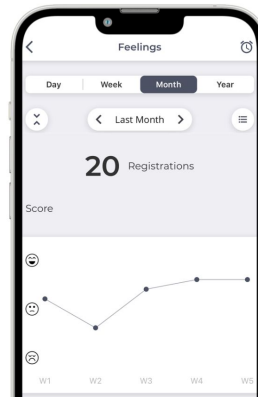 Feelings
Day Week Month Year
Last Month
20 Registrations
Score
W1 W2 W3 W4 W5